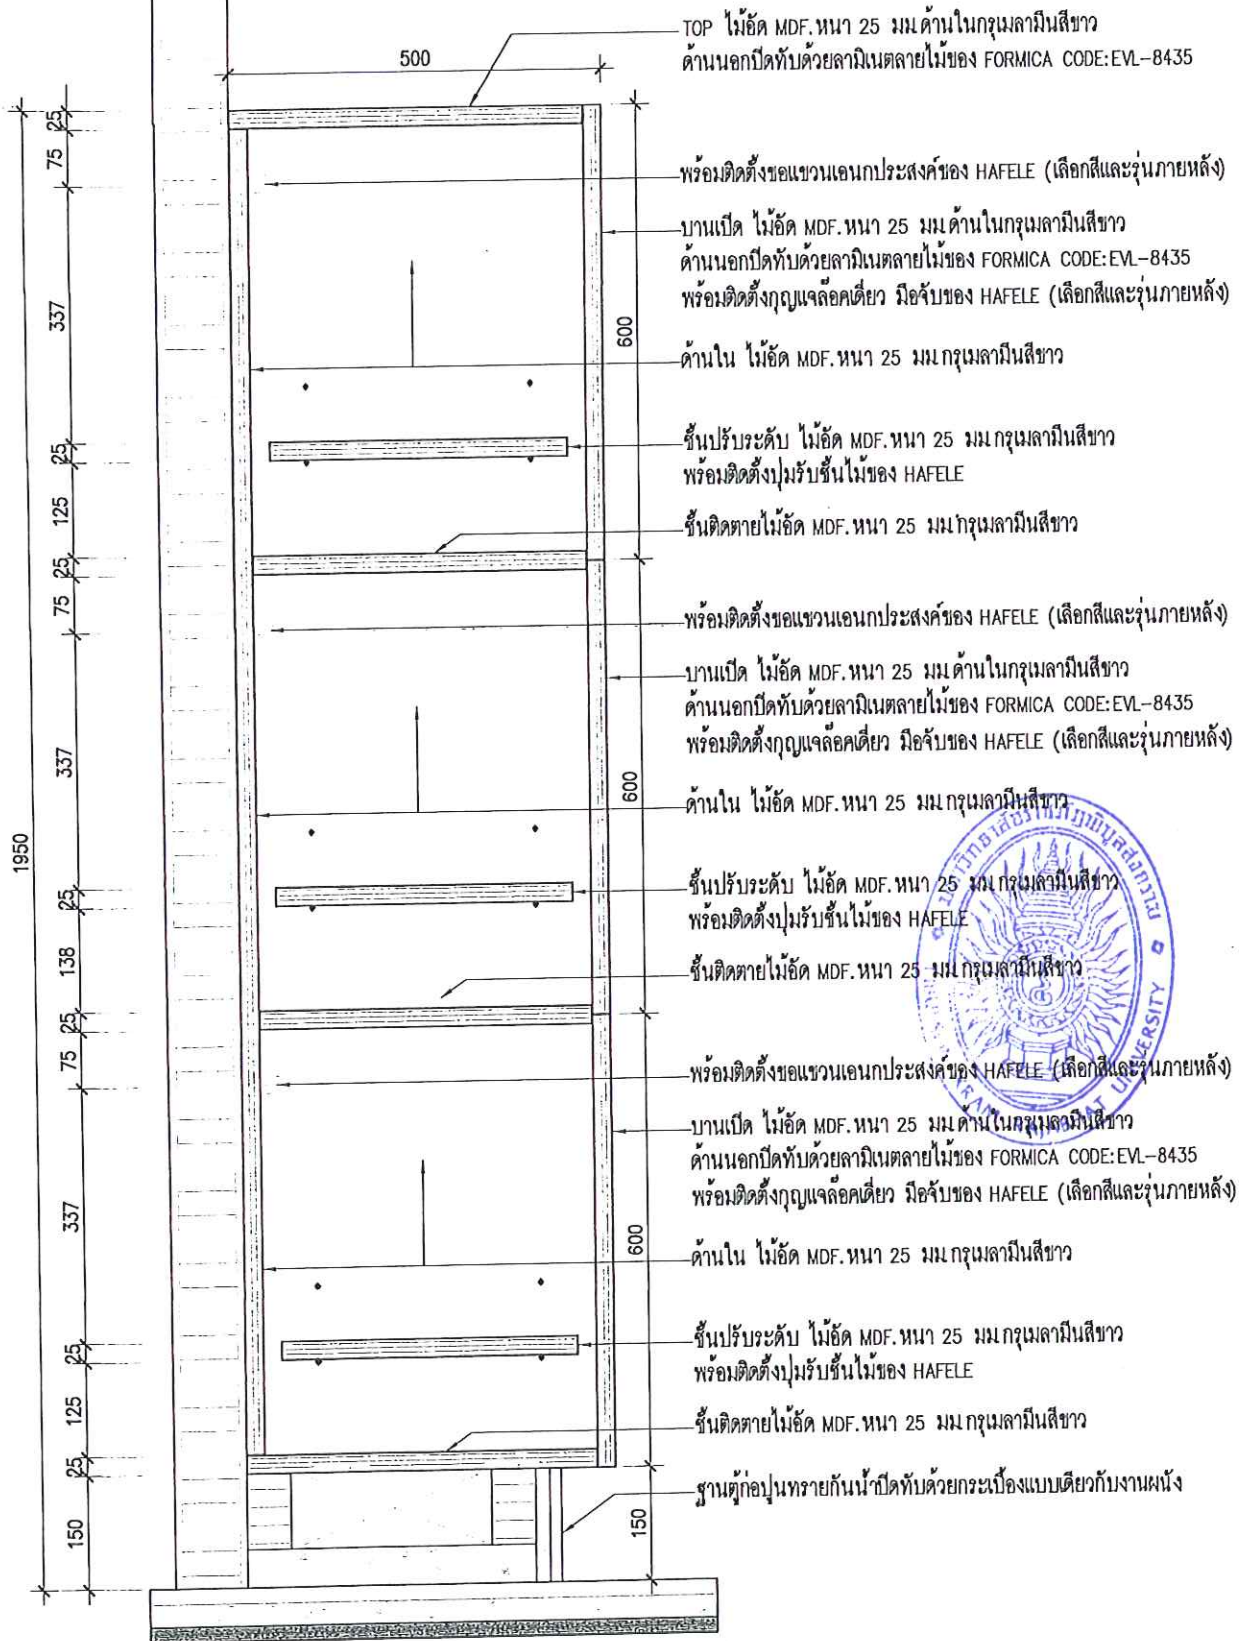 TOP ไม้อัด MDF.หนา 25 มม.ด้านในกรุเมลามีนสีขาว
ด้านนอกปิดทับด้วยลามิเนตลายไม้ของ FORMICA CODE:EVL-8435
500
25
75
พร้อมติดตั้งขอแขวนเอนกประสงค์ของ HAFELE (เลือกสีและรุ่นภายหลัง)
บานเปิด ไม้อัด MDF.หนา 25 มม.ด้านในกรุเมลามีนสีขาว
ด้านนอกปิดทับด้วยลามิเนตลายไม้ของ FORMICA CODE:EVL-8435
พร้อมติดตั้งกุญแจล๊อคเดี่ยว มือจับของ HAFELE (เลือกสีและรุ่นภายหลัง)
337
600
ด้านใน ไม้อัด MDF.หนา 25 มม.กรุเมลามีนสีขาว
ชั้นปรับระดับ ไม้อัด MDF.หนา 25 มม.กรุเมลามีนสีขาว
พร้อมติดตั้งปุ่มรับชั้นไม้ของ HAFELE
25
125
ชั้นติดตายไม้อัด MDF.หนา 25 มม.กรุเมลามีนสีขาว
25
75
พร้อมติดตั้งขอแขวนเอนกประสงค์ของ HAFELE (เลือกสีและรุ่นภายหลัง)
บานเปิด ไม้อัด MDF.หนา 25 มม.ด้านในกรุเมลามีนสีขาว
ด้านนอกปิดทับด้วยลามิเนตลายไม้ของ FORMICA CODE:EVL-8435
พร้อมติดตั้งกุญแจล๊อคเดี่ยว มือจับของ HAFELE (เลือกสีและรุ่นภายหลัง)
337
600
ด้านใน ไม้อัด MDF.หนา 25 มม.กรุเมลามีนสีขาว
1950
ชั้นปรับระดับ ไม้อัด MDF.หนา 25 มม.กรุเมลามีนสีขาว
พร้อมติดตั้งปุ่มรับชั้นไม้ของ HAFELE
25
138
ชั้นติดตายไม้อัด MDF.หนา 25 มม.กรุเมลามีนสีขาว
25
75
พร้อมติดตั้งขอแขวนเอนกประสงค์ของ HAFELE (เลือกสีและรุ่นภายหลัง)
บานเปิด ไม้อัด MDF.หนา 25 มม.ด้านในกรุเมลามีนสีขาว
ด้านนอกปิดทับด้วยลามิเนตลายไม้ของ FORMICA CODE:EVL-8435
พร้อมติดตั้งกุญแจล๊อคเดี่ยว มือจับของ HAFELE (เลือกสีและรุ่นภายหลัง)
337
600
ด้านใน ไม้อัด MDF.หนา 25 มม.กรุเมลามีนสีขาว
ชั้นปรับระดับ ไม้อัด MDF.หนา 25 มม.กรุเมลามีนสีขาว
พร้อมติดตั้งปุ่มรับชั้นไม้ของ HAFELE
25
125
ชั้นติดตายไม้อัด MDF.หนา 25 มม.กรุเมลามีนสีขาว
25
ฐานตู้ก่อปูนทรายกันน้ำปิดทับด้วยกระเบื้องแบบเดียวกับงานผนัง
150
150
UNIVERSITY